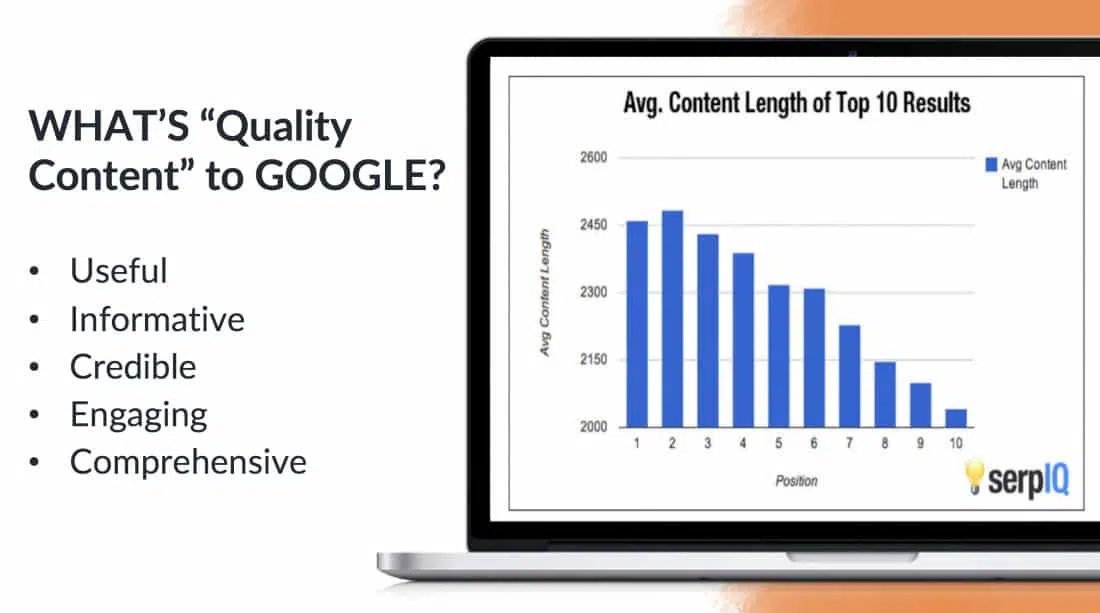 WHAT'S “Quality
Content” to GOOGLE?
• Useful
• Informative
• Credible
• Engaging
• Comprehensive
Avg. Content Length of Top 10 Results
Avg Content
Length
Avg Content Length
2600
2450
2300
2150
2000
1 2 3 4 5 6 7 8 9 10
Position
serpIQ